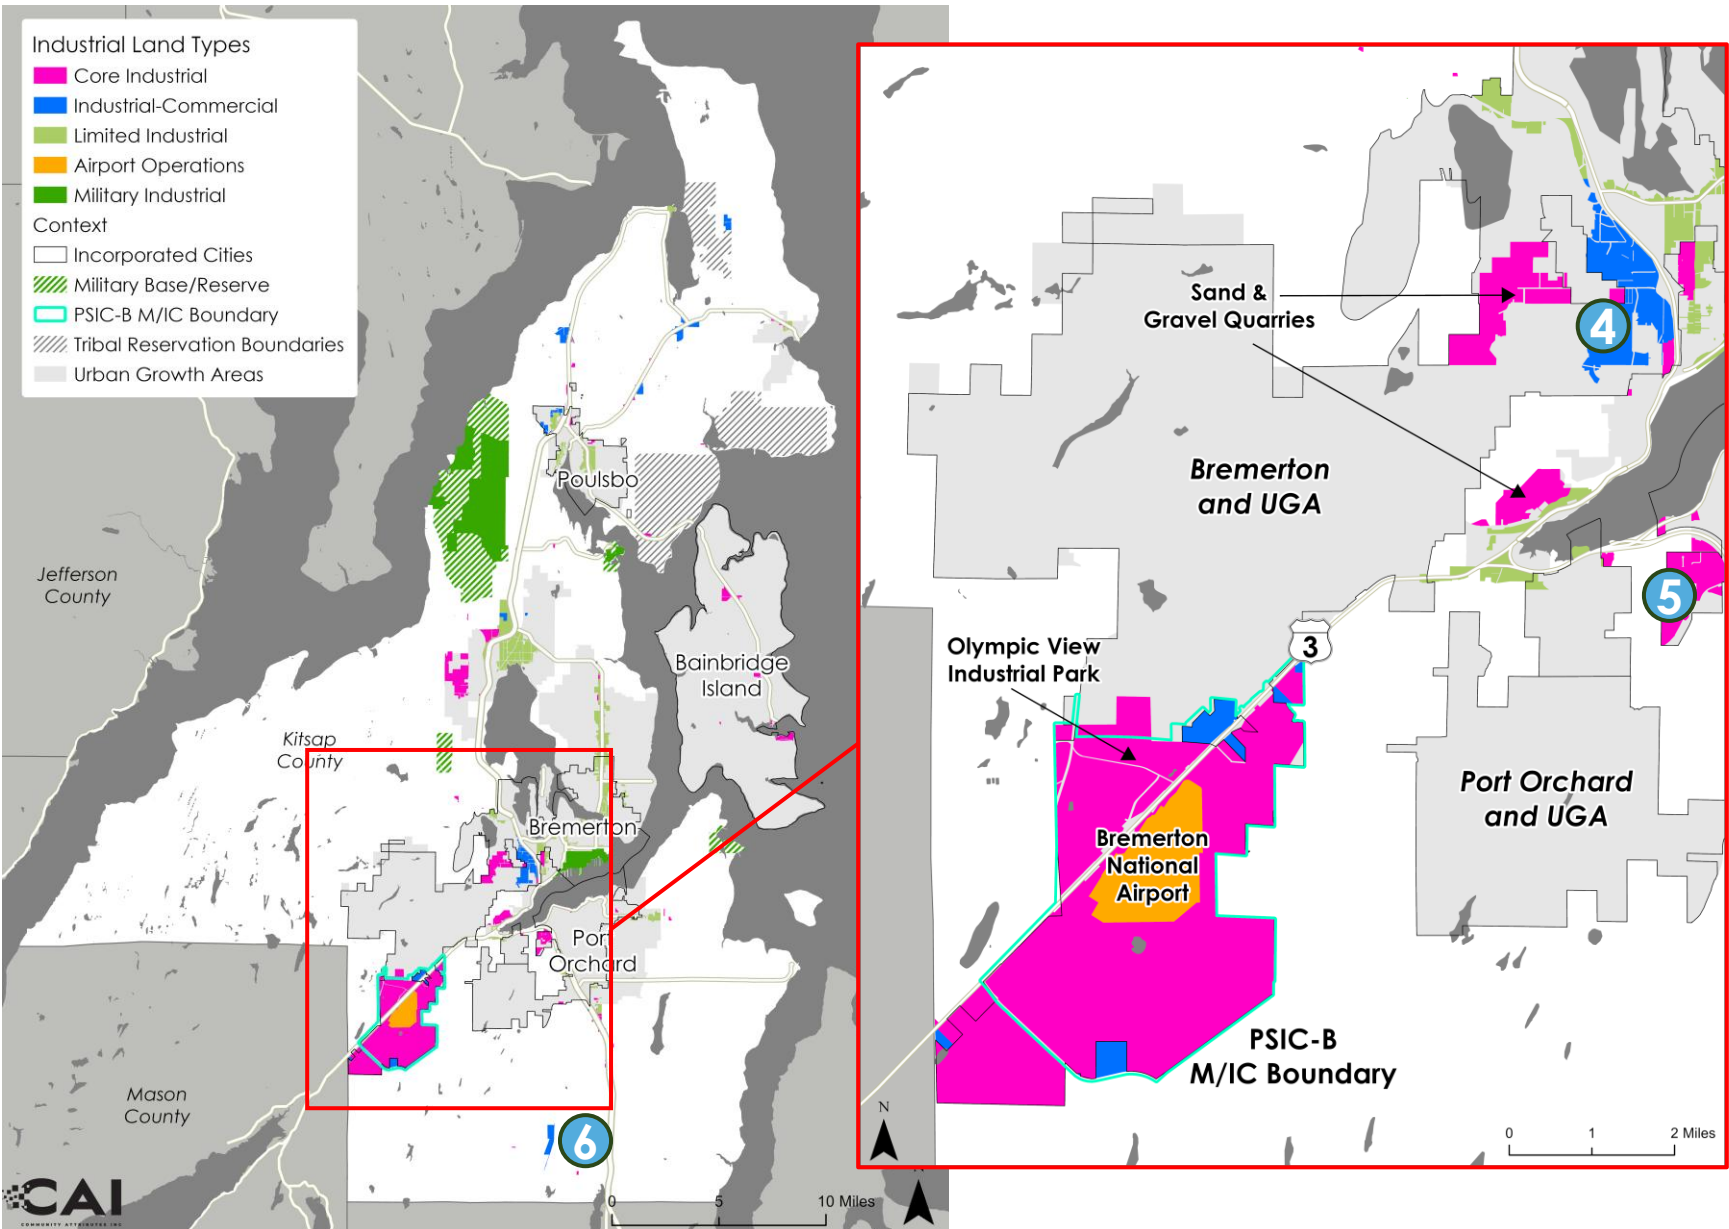 Industrial Land Types
Core Industrial
Industrial-Commercial
Limited Industrial
Airport Operations
Military Industrial
Context
Incorporated Cities
Military Base/Reserve
PSIC-B M/IC Boundary
Tribal Reservation Boundaries
Urban Growth Areas
Jefferson
County
Kitsap
County
Mason
County
Poulsbo
Bainbridge
Island
Bremerton
Port
Orchard
6
0
5
10 Miles
N
CAI
COMMUNITY ATTRIBUTES INC
Sand &
Gravel Quarries
4
Bremerton
and UGA
5
3
Olympic View
Industrial Park
Port Orchard
and UGA
Bremerton
National
Airport
PSIC-B
M/IC Boundary
N
0
1
2 Miles